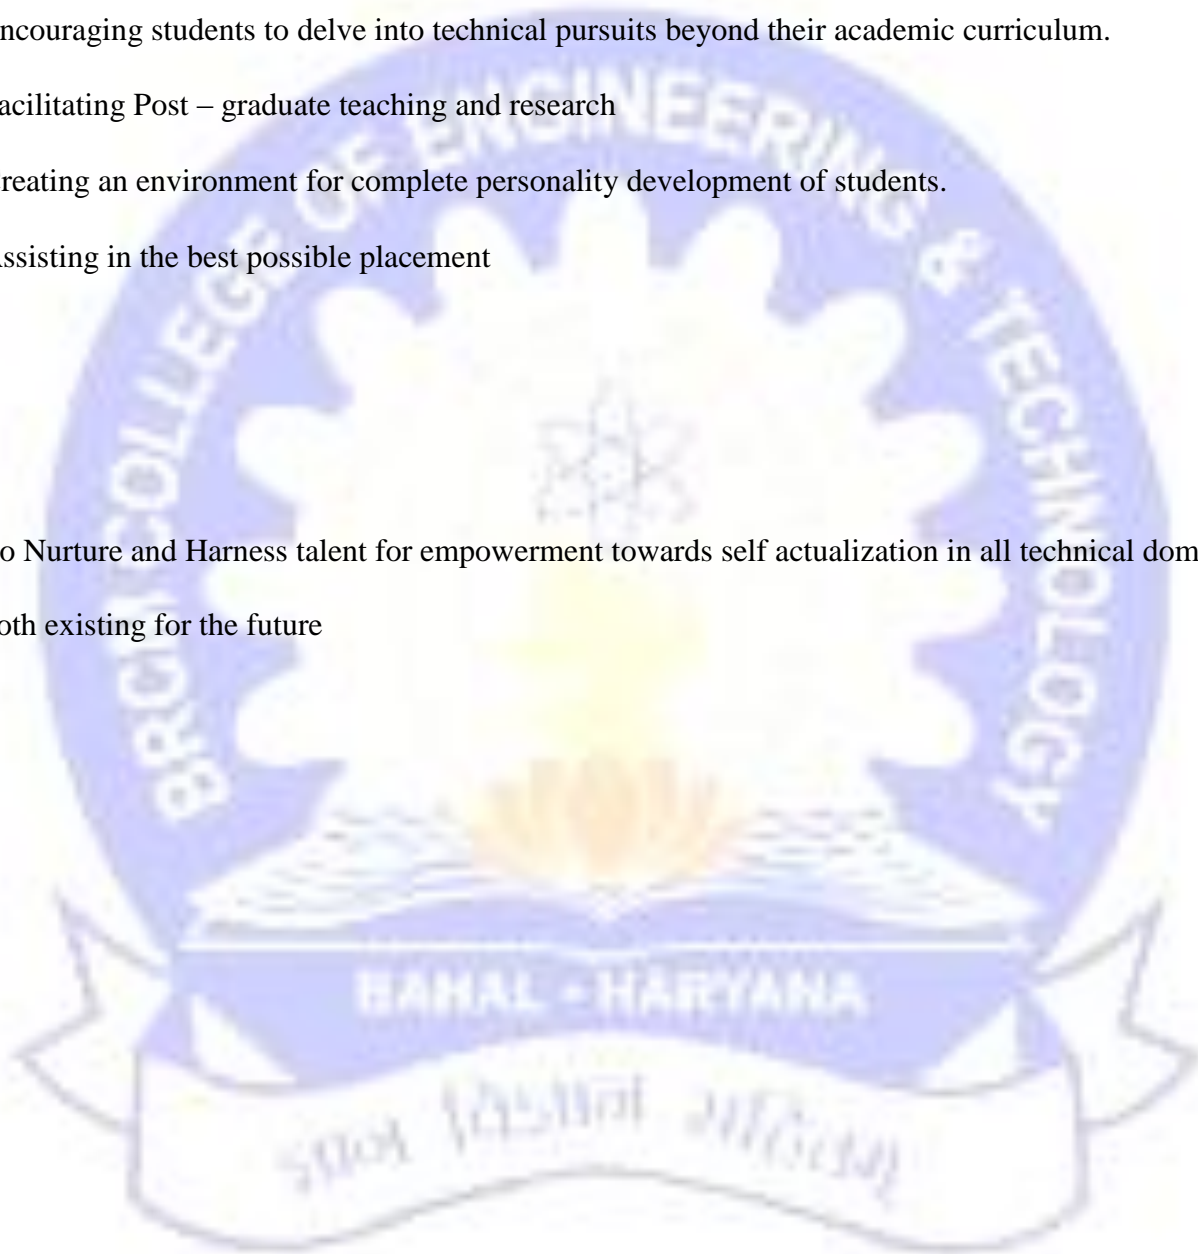 ncouraging students to delve into technical pursuits beyond their academic curriculum.
acilitating Post – graduate teaching and research
reating an environment for complete personality development of students.
ssisting in the best possible placement
o Nurture and Harness talent for empowerment towards self actualization in all technical dom
oth existing for the future
BRCM COLLEGE OF ENGINEERING & TECHNOLOGY
BAHAL - HARYANA